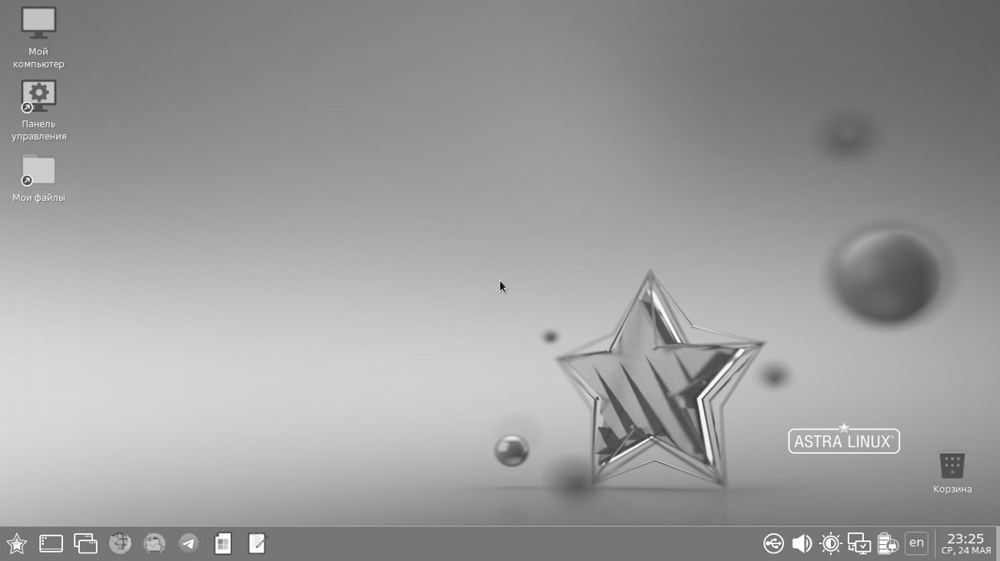 Мой
компьютер
Панель
управления
Мои файлы
ASTRA LINUX®
Корзина
en
23:25
СР, 24 МАЯ